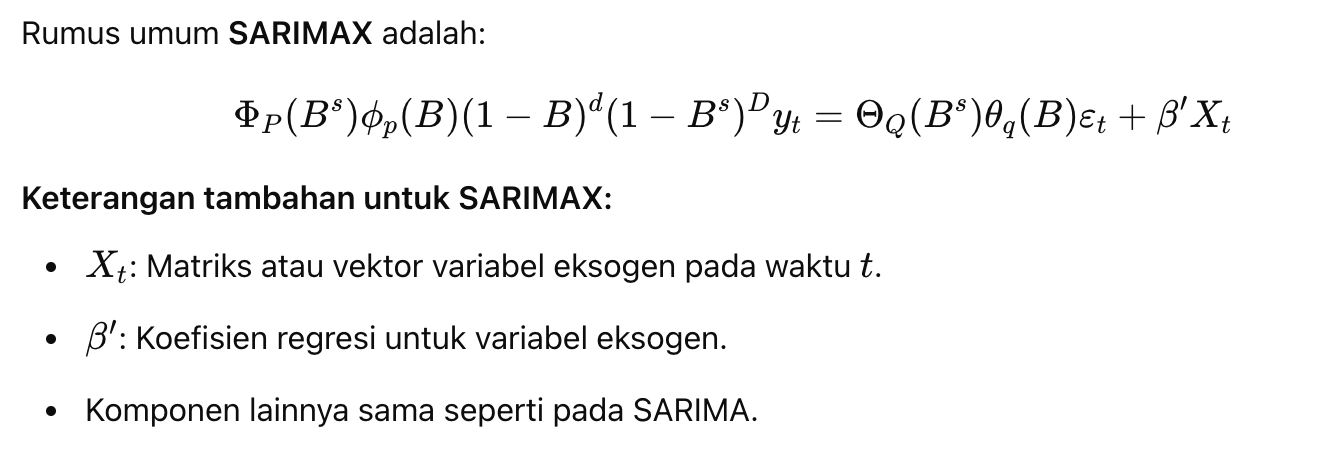 Rumus umum SARIMAX adalah:
Φ_P(B^s)ϕ_p(B)(1 − B)^d(1 − B^s)^D y_t = Θ_Q(B^s)θ_q(B)ε_t + β′X_t
Keterangan tambahan untuk SARIMAX:
• X_t: Matriks atau vektor variabel eksogen pada waktu t.
• β′: Koefisien regresi untuk variabel eksogen.
• Komponen lainnya sama seperti pada SARIMA.